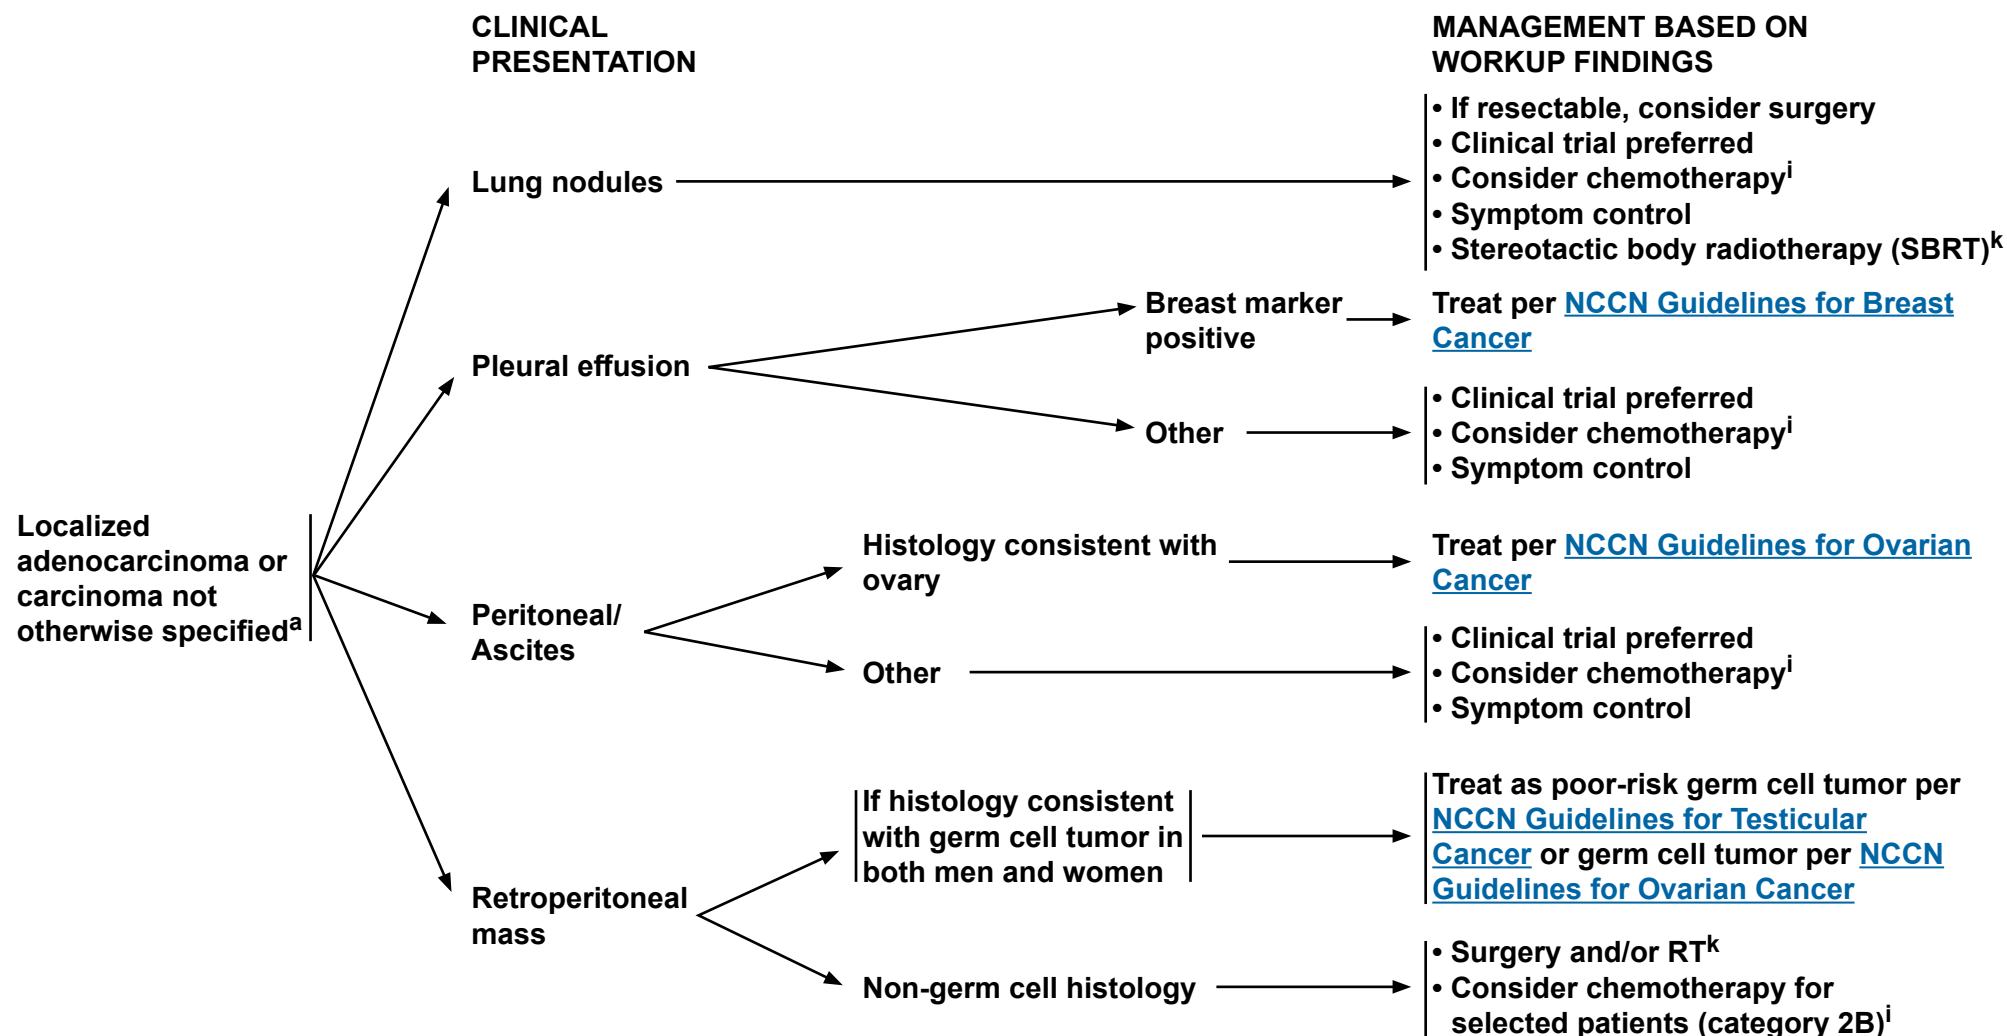 CLINICAL
PRESENTATION
MANAGEMENT BASED ON
WORKUP FINDINGS
Localized
adenocarcinoma or
carcinoma not
otherwise specifiedᵃ
Lung nodules
• If resectable, consider surgery
• Clinical trial preferred
• Consider chemotherapyⁱ
• Symptom control
• Stereotactic body radiotherapy (SBRT)ᵏ
Pleural effusion
Breast marker
positive
Treat per NCCN Guidelines for Breast
Cancer
Other
• Clinical trial preferred
• Consider chemotherapyⁱ
• Symptom control
Peritoneal/
Ascites
Histology consistent with
ovary
Treat per NCCN Guidelines for Ovarian
Cancer
Other
• Clinical trial preferred
• Consider chemotherapyⁱ
• Symptom control
Retroperitoneal
mass
If histology consistent
with germ cell tumor in
both men and women
Treat as poor-risk germ cell tumor per
NCCN Guidelines for Testicular
Cancer or germ cell tumor per NCCN
Guidelines for Ovarian Cancer
Non-germ cell histology
• Surgery and/or RTᵏ
• Consider chemotherapy for
selected patients (category 2B)ⁱ